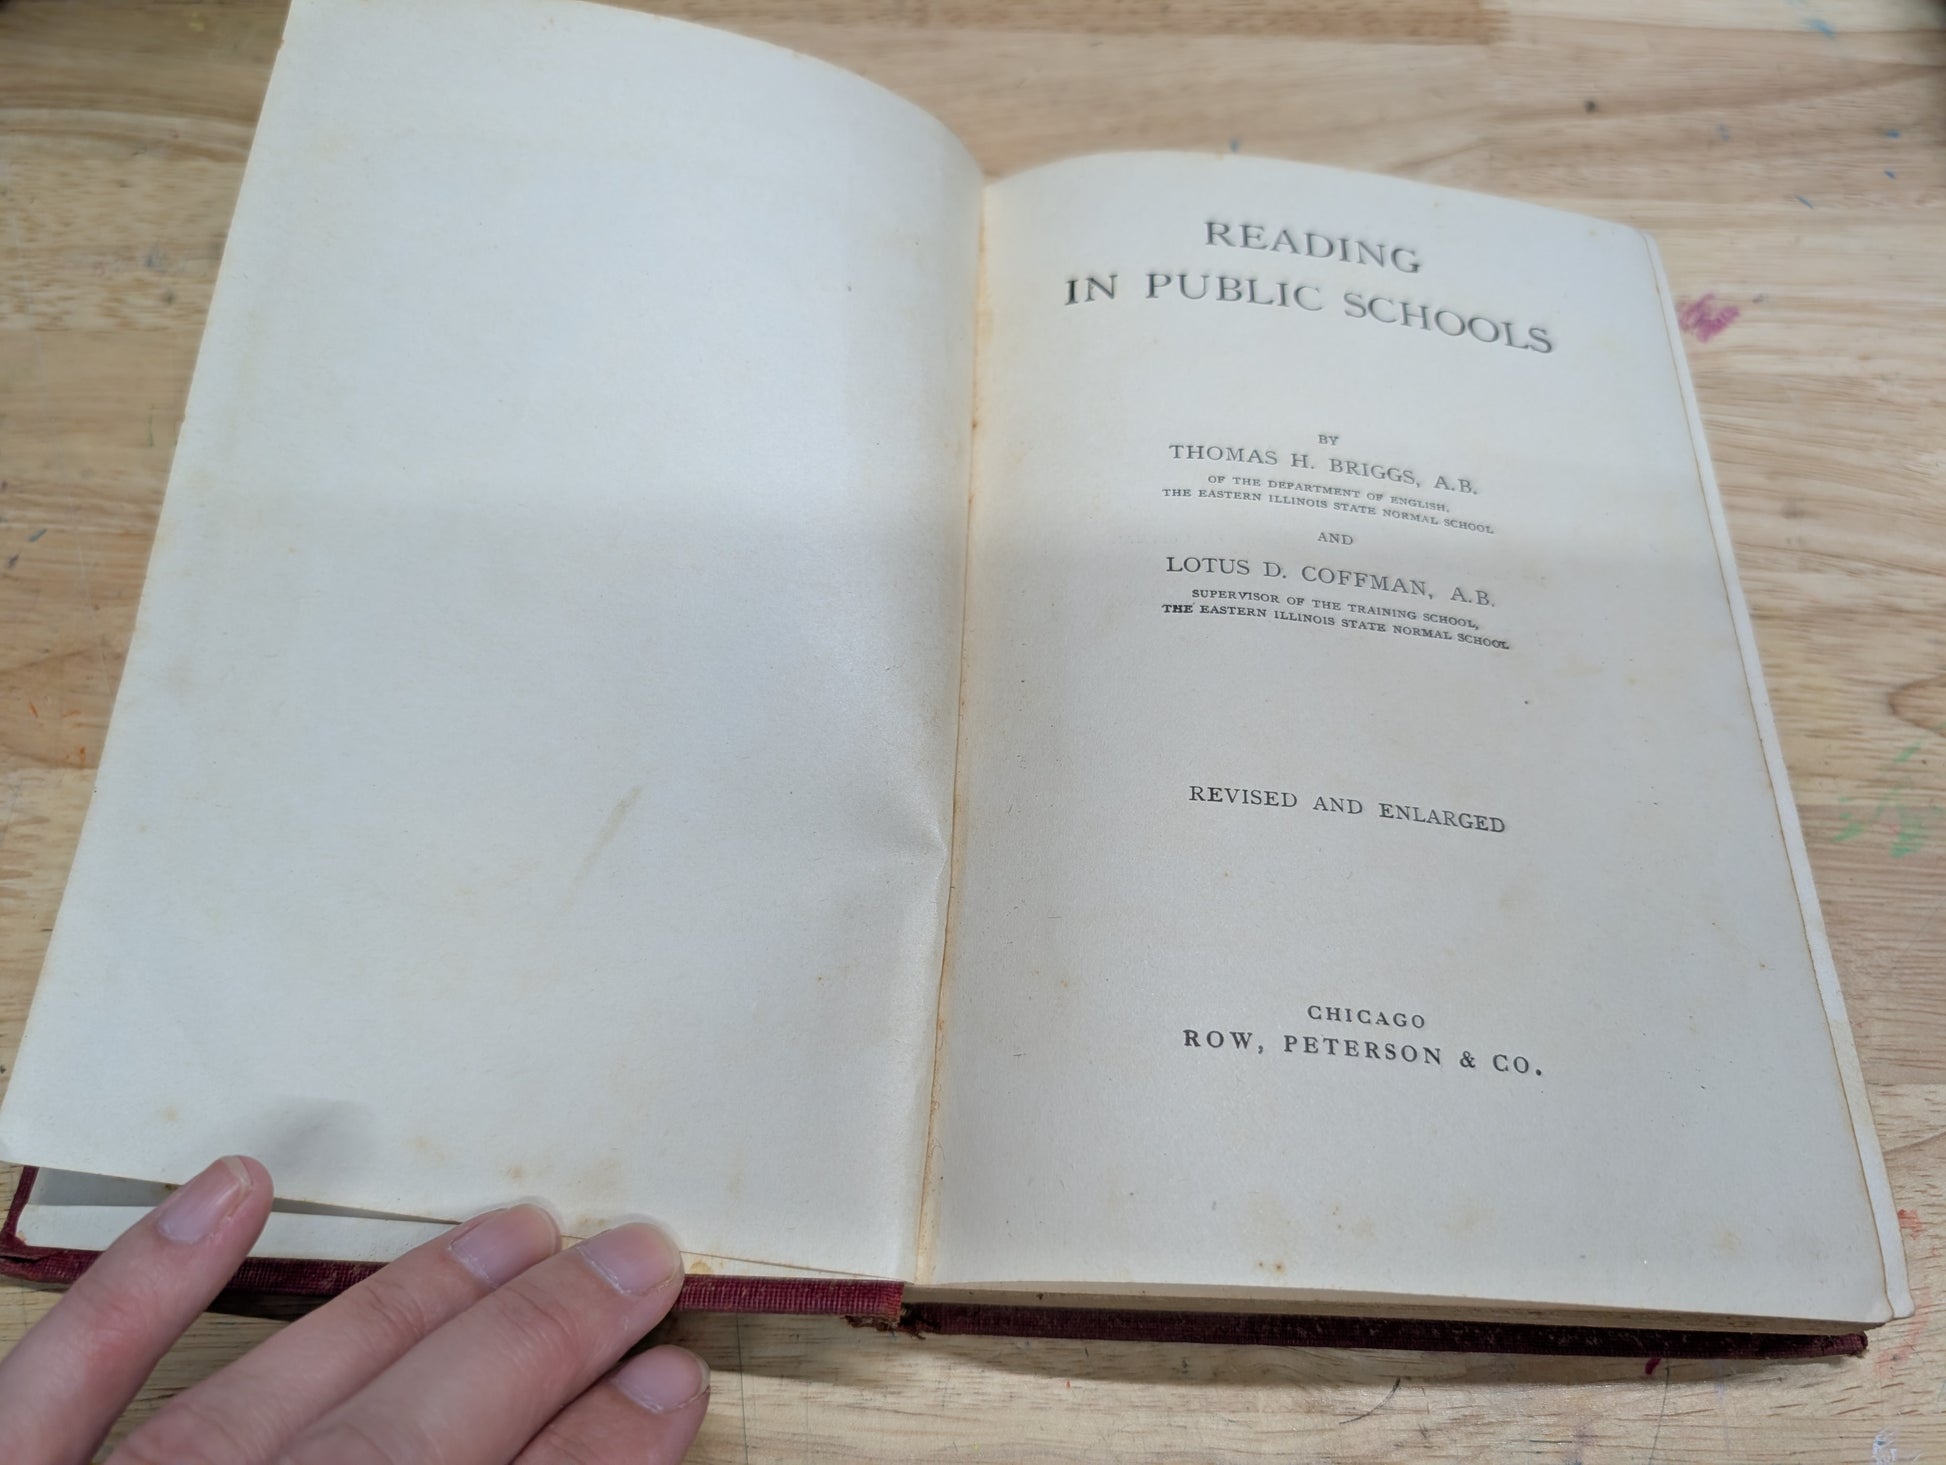 READING
IN PUBLIC SCHOOLS
BY
THOMAS H. BRIGGS, A.B.
OF THE DEPARTMENT OF ENGLISH,
THE EASTERN ILLINOIS STATE NORMAL SCHOOL
AND
LOTUS D. COFFMAN, A.B.
SUPERVISOR OF THE TRAINING SCHOOL,
THE EASTERN ILLINOIS STATE NORMAL SCHOOL
REVISED AND ENLARGED
CHICAGO
ROW, PETERSON & CO.